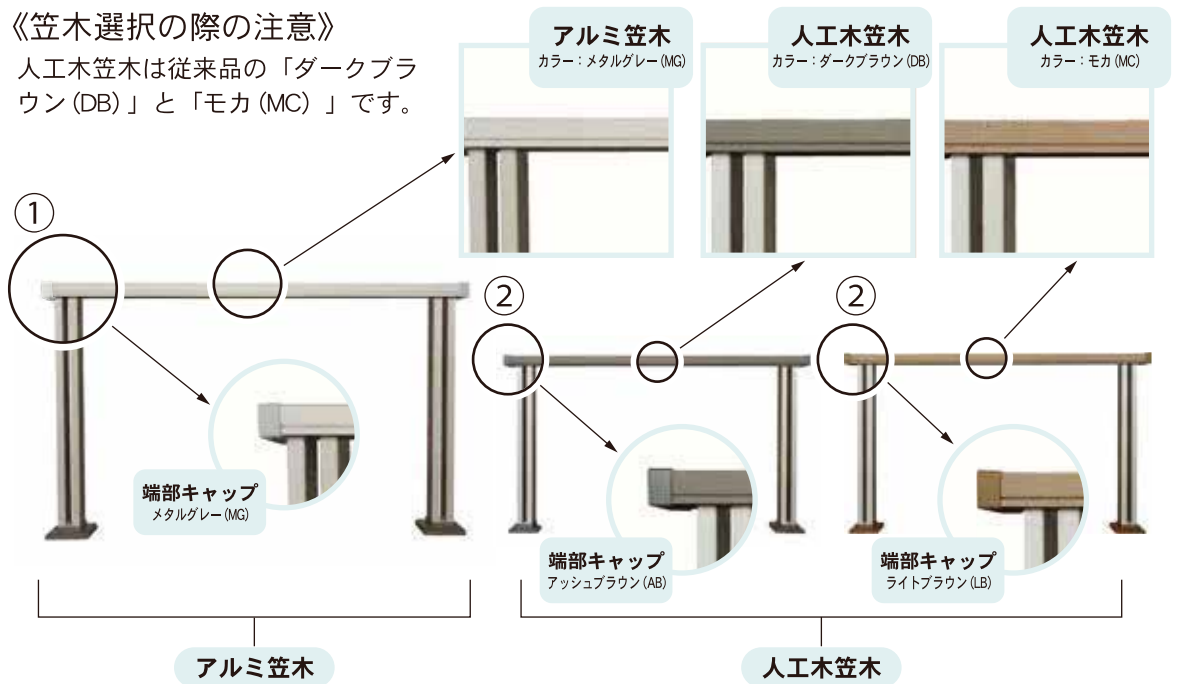 《笠木選択の際の注意》
人工木笠木は従来品の「ダークブラ
ウン(DB)」と「モカ(MC)」です。
アルミ笠木
カラー:メタルグレー(MG)
人工木笠木
カラー:ダークブラウン(DB)
人工木笠木
カラー:モカ(MC)
①
②
②
端部キャップ
メタルグレー(MG)
端部キャップ
アッシュブラウン(AB)
端部キャップ
ライトブラウン(LB)
アルミ笠木
人工木笠木